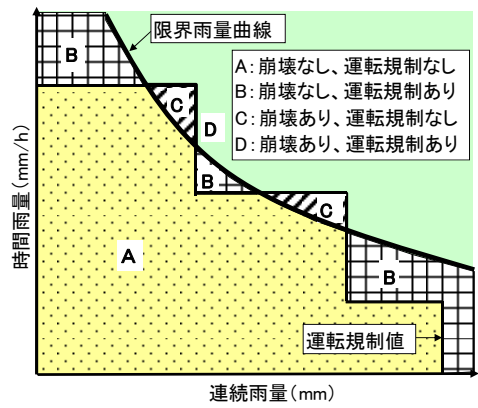 限界雨量曲線
A:崩壊なし、運転規制なし
B:崩壊なし、運転規制あり
C:崩壊あり、運転規制なし
D:崩壊あり、運転規制あり
B
C
D
B
C
A
B
運転規制値
時間雨量(mm/h)
連続雨量(mm)